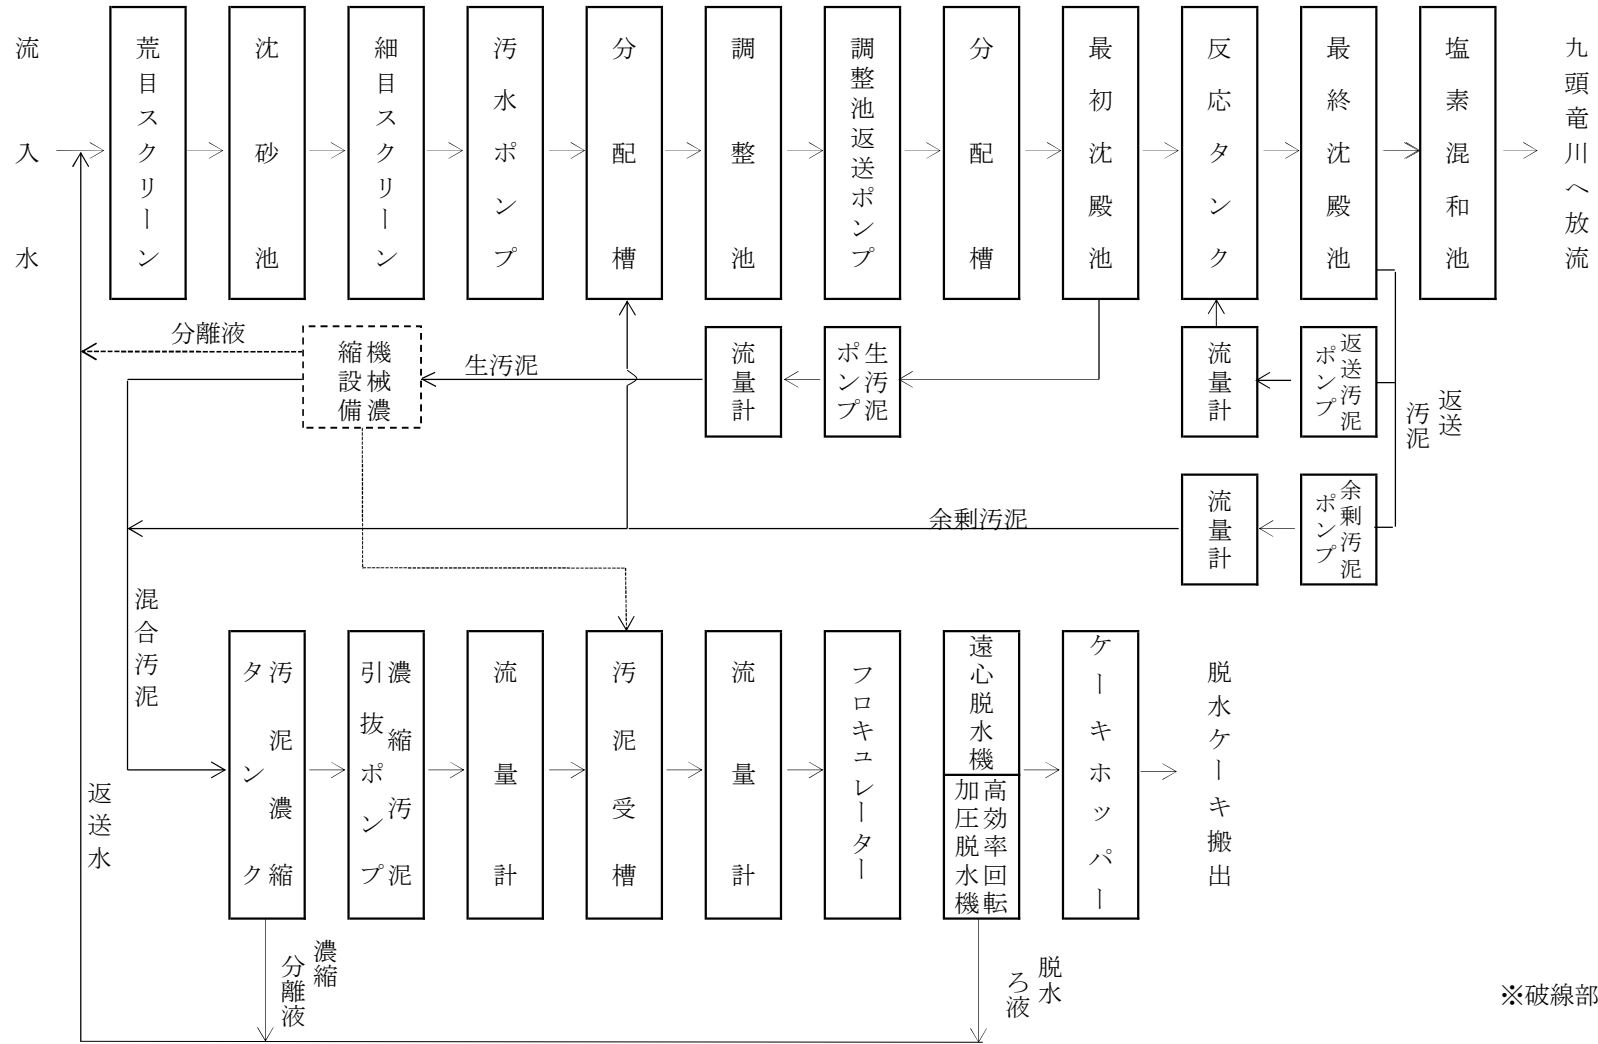 流入水
荒目スクリーン
沈砂池
細目スクリーン
汚水ポンプ
分配槽
調整池
調整池返送ポンプ
分配槽
最初沈殿池
反応タンク
最終沈殿池
塩素混和池
九頭竜川へ放流
分離液
機械濃
縮設備
生汚泥
流量計
生汚泥
ポンプ
流量計
返送汚泥
ポンプ
返送
汚泥
余剰汚泥
流量計
余剰汚泥
ポンプ
混合汚泥
返送水
汚泥濃縮
タンク
濃縮汚泥
引抜ポンプ
流量計
汚泥受槽
流量計
フロキュレーター
遠心脱水機
高効率回転
加圧脱水機
ケーキホッパー
脱水ケーキ搬出
濃縮
分離液
脱水
ろ液
※破線部